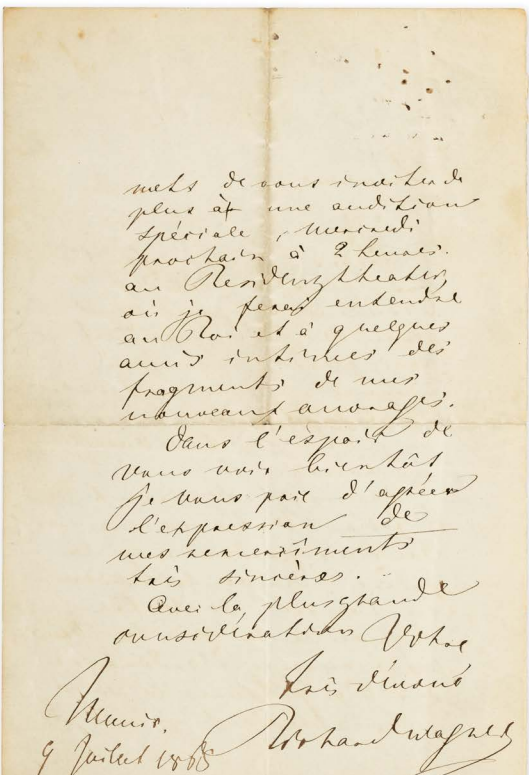 mets de vous inviter de
plus à une audition
spéciale, mercredi
prochain à 2 heures.
au Residenztheater,
où je ferai entendre
au Roi et à quelques
amis intimes des
fragments de mes
nouveaux ouvrages.
Dans l'espoir de
vous voir bientôt
je vous prie d'agréer
l'expression de
mes remerciments
très sincères.
Avec la plus grande
considération Votre
très dévoué
Richard Wagner
Munic.
9 Juillet